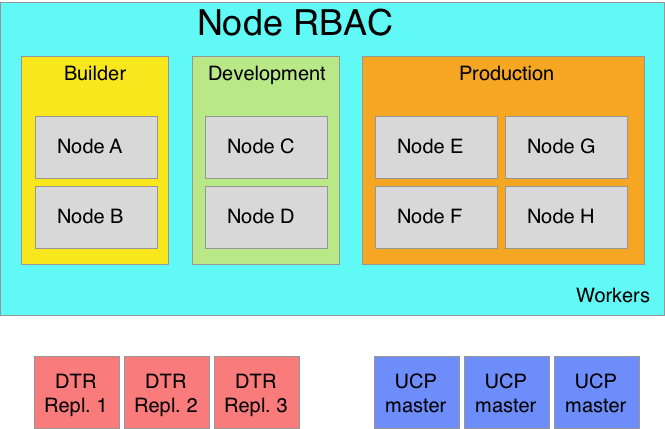 Node RBAC
Builder
Development
Production
Node A
Node C
Node E
Node G
Node B
Node D
Node F
Node H
Workers
DTR
Repl. 1
DTR
Repl. 2
DTR
Repl. 3
UCP
master
UCP
master
UCP
master